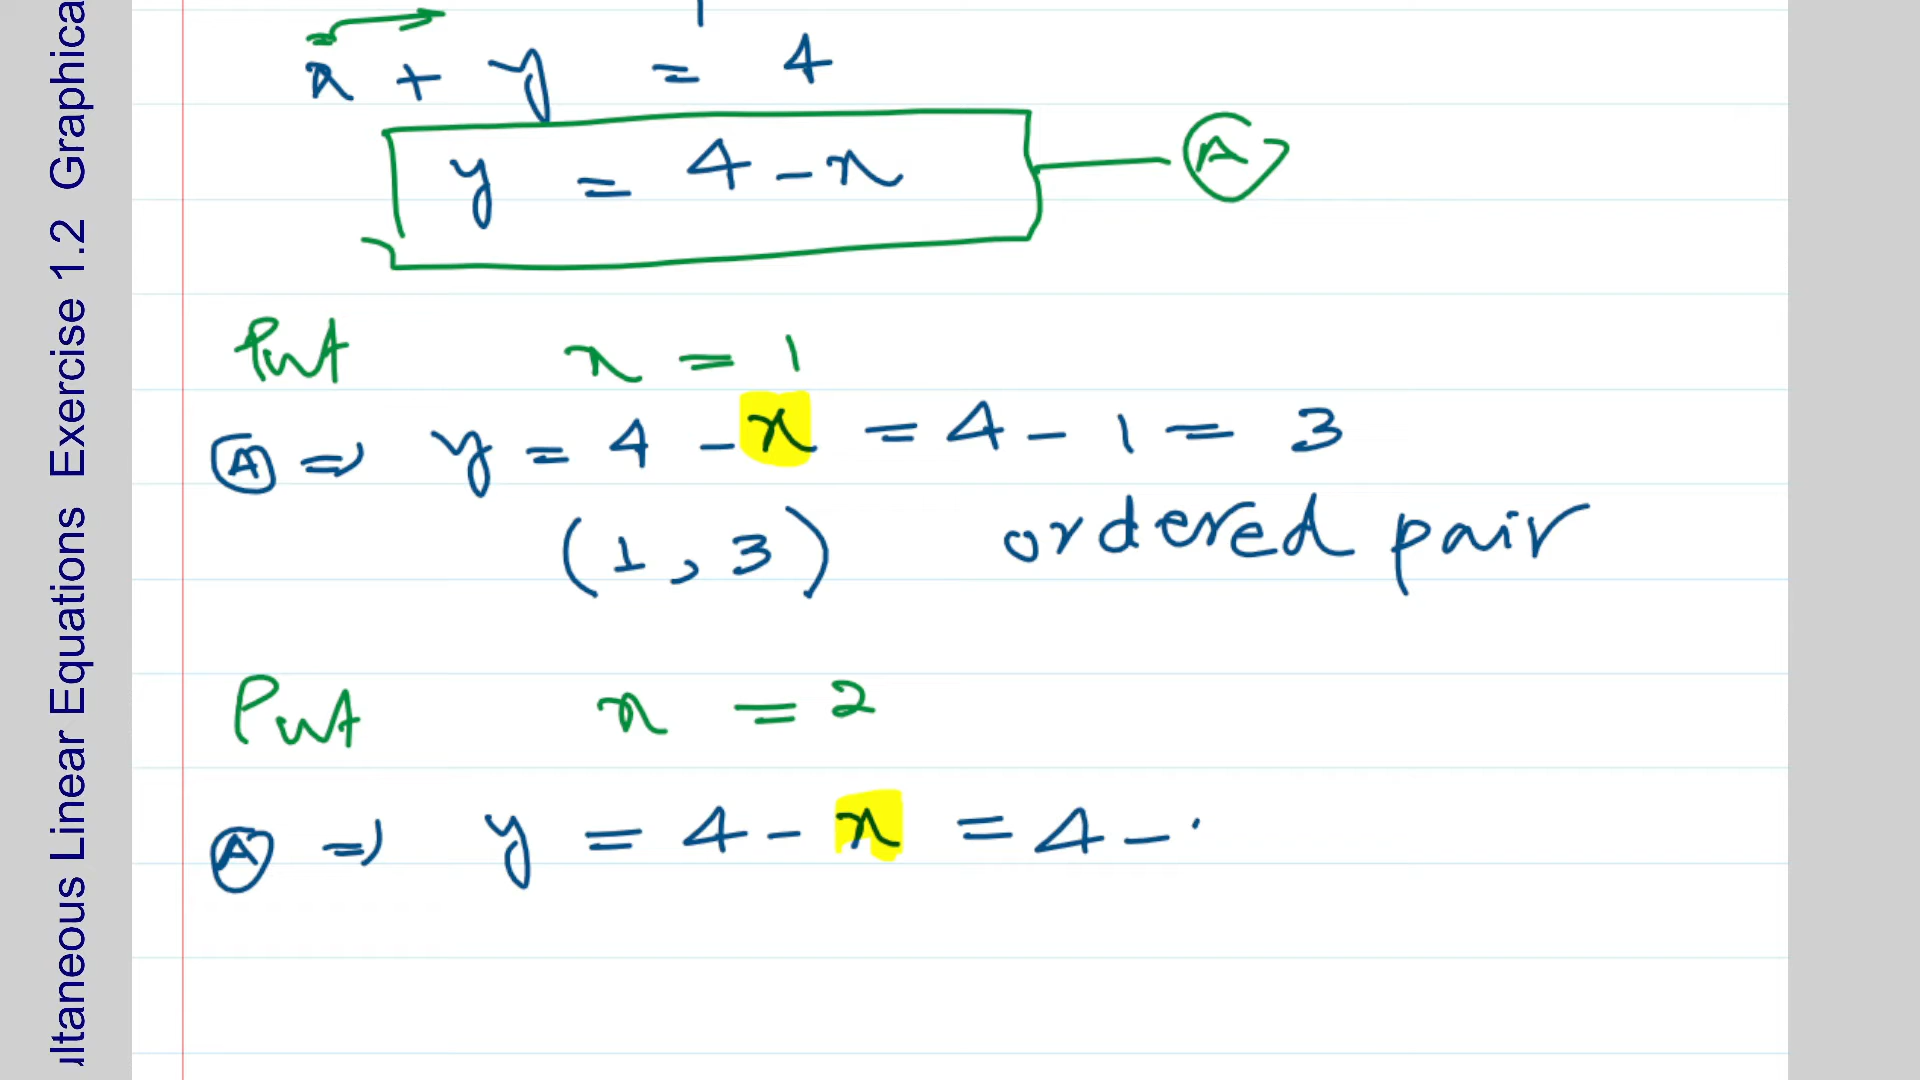 ultaneous Linear Equations Exercise 1.2 Graphica
x + y = 4
y = 4 - x A
Put x = 1
A ⇒ y = 4 - x = 4 - 1 = 3
(1, 3) ordered pair
Put x = 2
A ⇒ y = 4 - x = 4 -